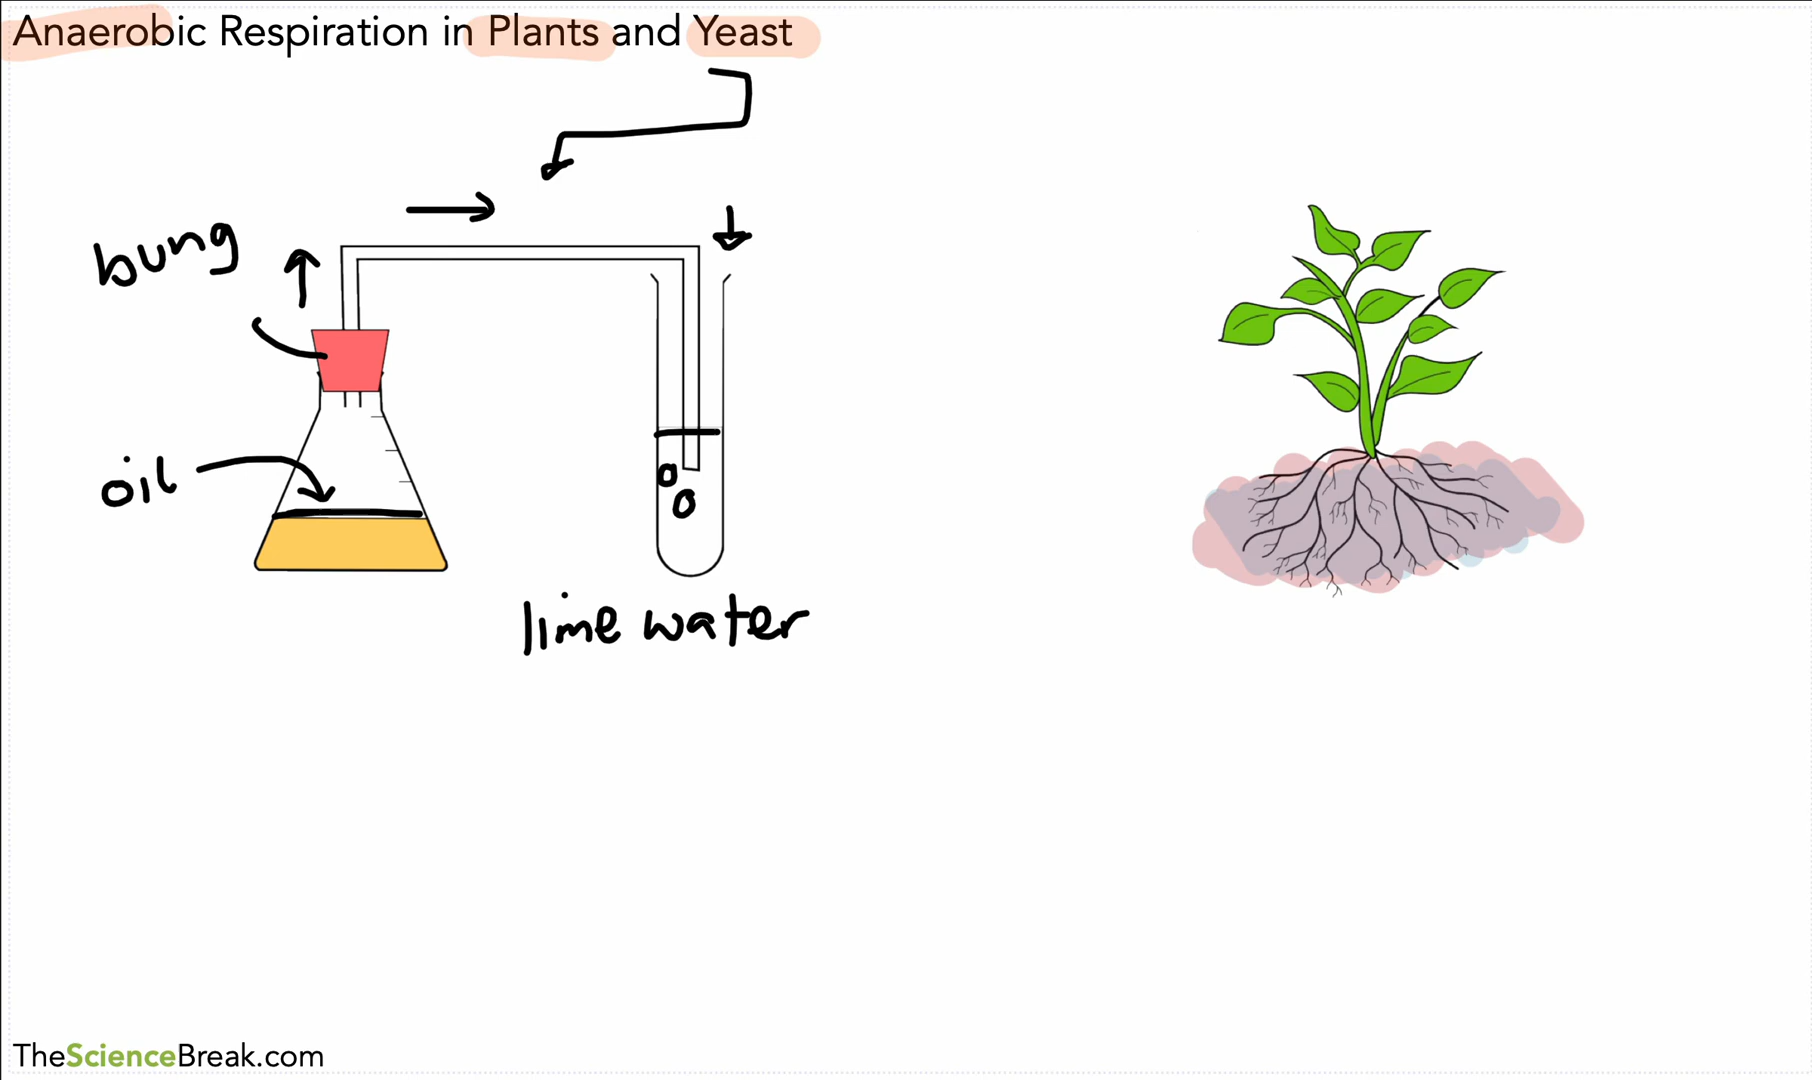 Anaerobic Respiration in Plants and Yeast
bung
oil
lime water
TheScienceBreak.com